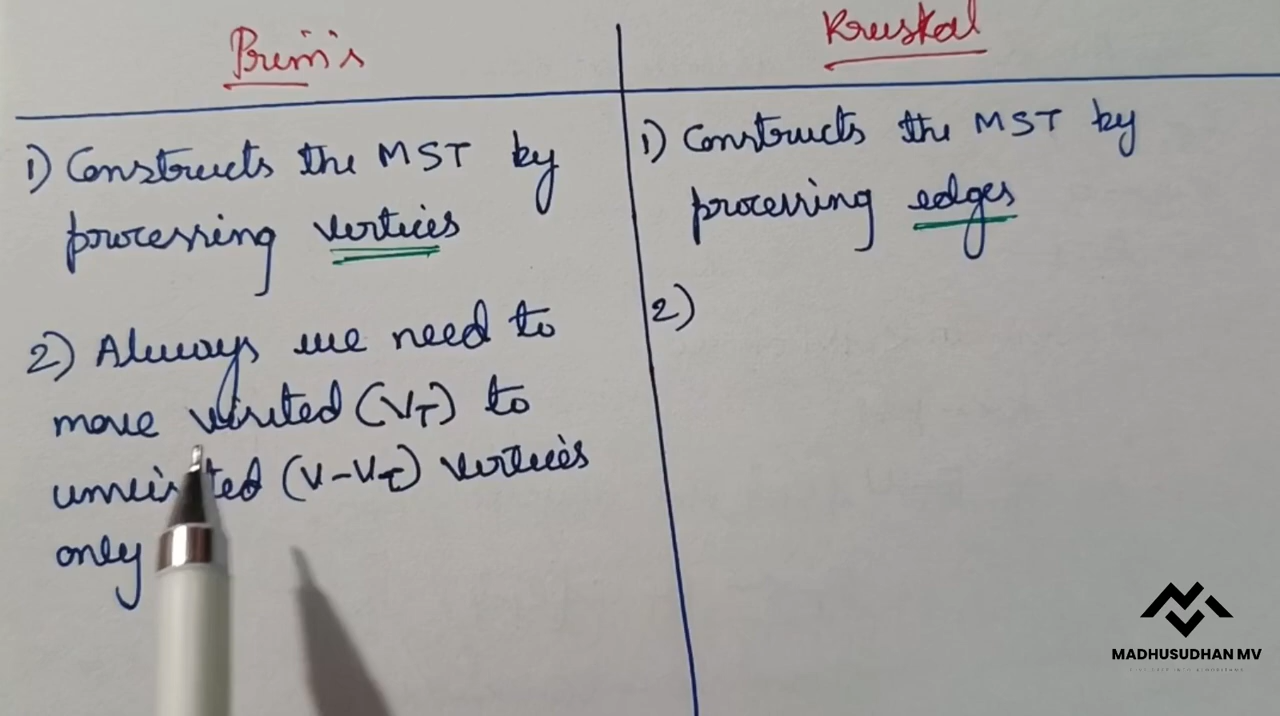 Prim's
1) Constructs the MST by
processing vertices
2) Always we need to
move visited (VT) to
unvisited (V-VT) vertices
only
Kruskal
1) Constructs the MST by
processing edges
2)
MADHUSUDHAN MV